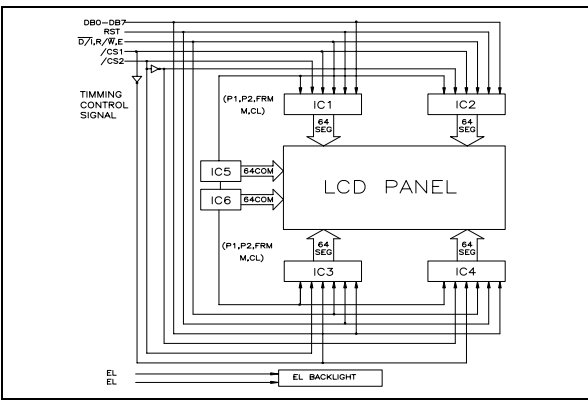 DB0-DB7
RST
D/I,R/W,E
/CS1
/CS2
TIMMING
CONTROL
SIGNAL
(P1,P2,FRM
M,CL)
IC1
IC2
64
SEG
64
SEG
IC5
64COM
IC6
64COM
LCD PANEL
(P1,P2,FRM
M,CL)
64
SEG
64
SEG
IC3
IC4
EL
EL
EL BACKLIGHT